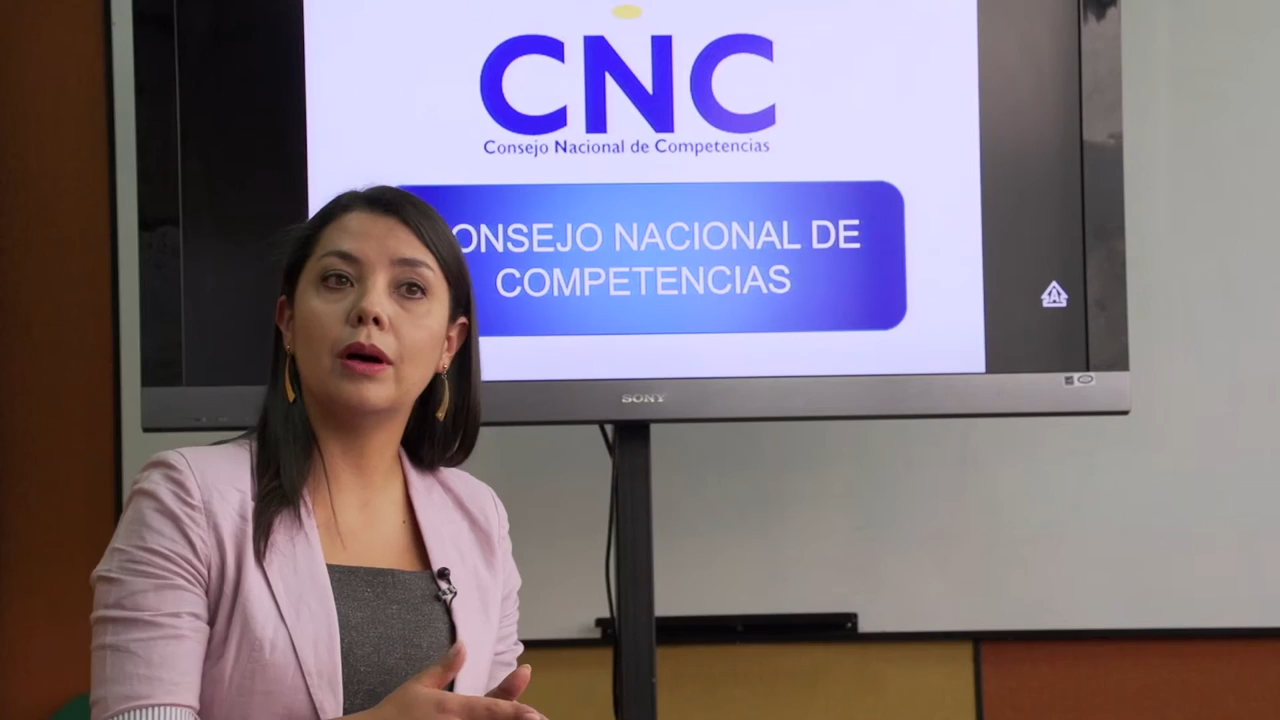 CNC
Consejo Nacional de Competencias
ONSEJO NACIONAL DE
COMPETENCIAS
A
SONY